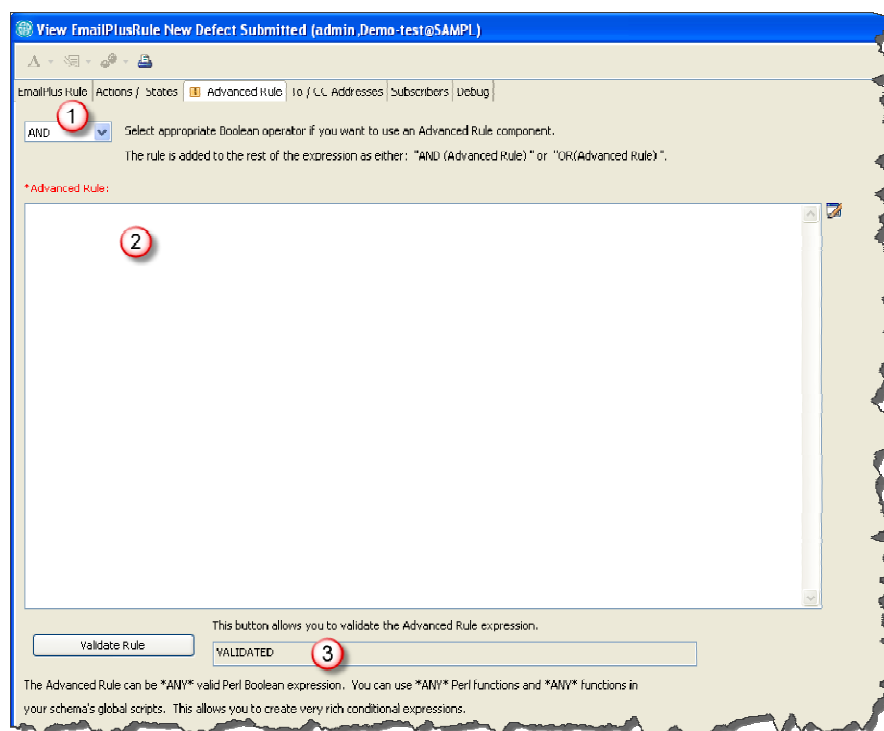 View EmailPlusRule New Defect Submitted (admin,Demo-test@SAMPL)
A
EmailPlus Rule Actions / States Advanced Rule To / CC Addresses Subscribers Debug
1
AND Select appropriate Boolean operator if you want to use an Advanced Rule component.
The rule is added to the rest of the expression as either: "AND (Advanced Rule) " or "OR(Advanced Rule) ".
*Advanced Rule:
2
This button allows you to validate the Advanced Rule expression.
Validate Rule VALIDATED 3
The Advanced Rule can be *ANY* valid Perl Boolean expression. You can use *ANY* Perl functions and *ANY* functions in
your schema's global scripts. This allows you to create very rich conditional expressions.